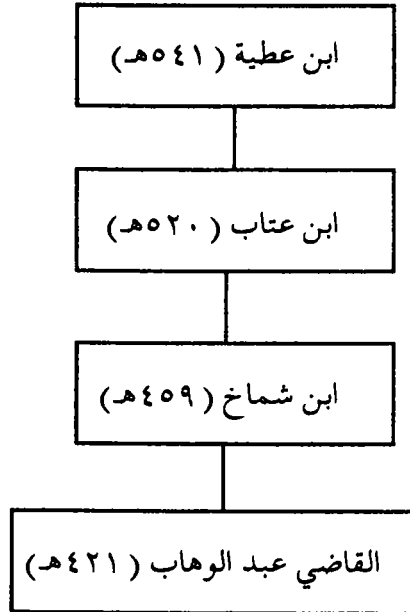 ابن عطية (٥٤١هـ)
ابن عتاب (٥٢٠هـ)
ابن شماخ (٤٥٩هـ)
القاضي عبد الوهاب (٤٢١هـ)